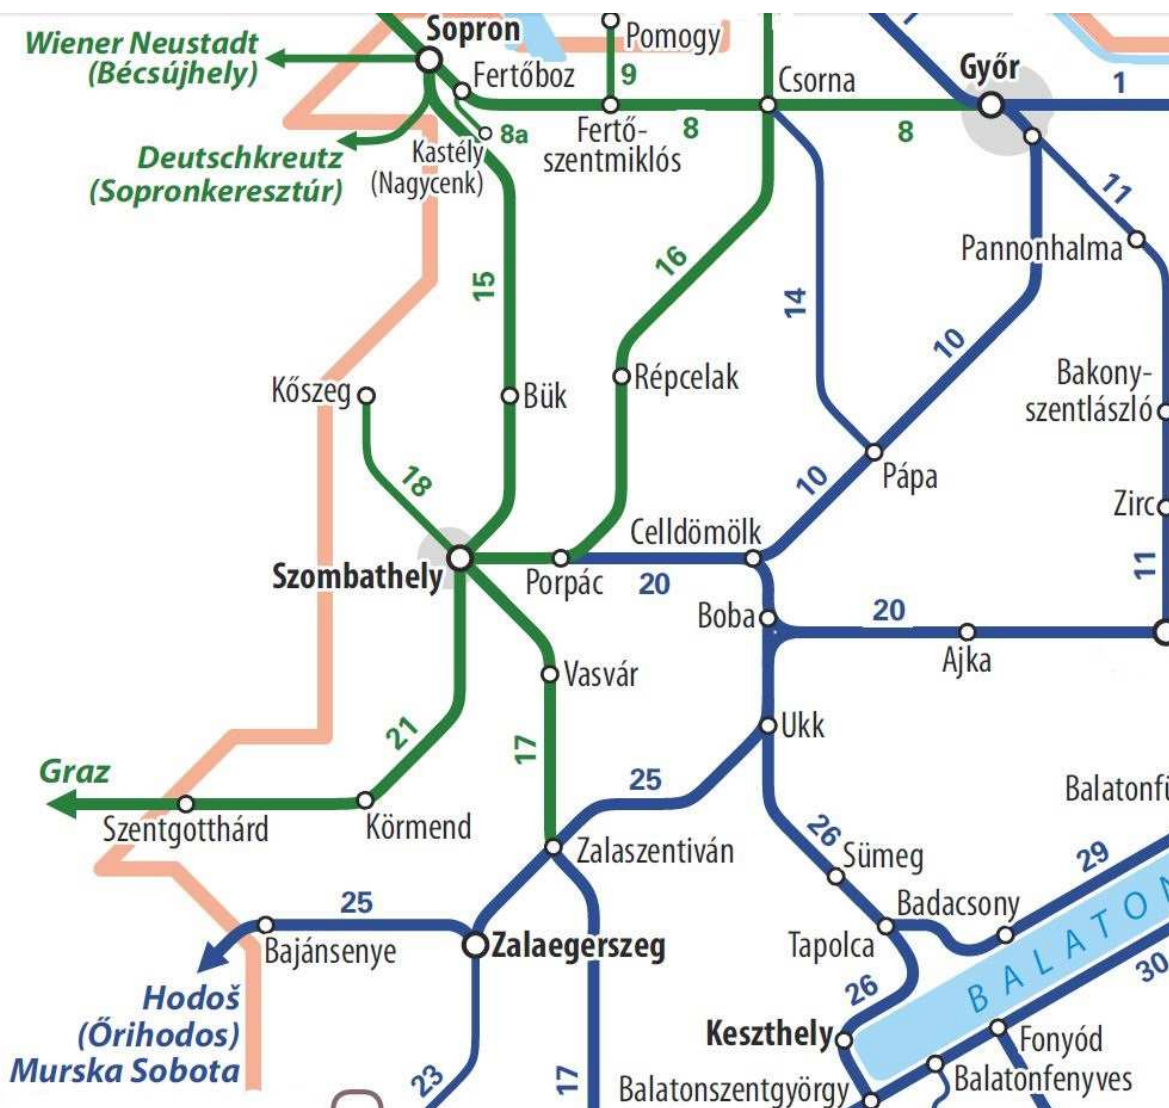 Sopron
Wiener Neustadt
(Bécsújhely)
Pomogy
Győr
Fertőboz
9
Csorna
1
8a
Fertő-
szentmiklós
8
8
Deutschkreutz
(Sopronkeresztúr)
Kastély
(Nagycenk)
11
Pannonhalma
16
15
14
10
Kőszeg
Bük
Répcelak
Bakony-
szentlászló
18
10
Pápa
Zirc
Celldömölk
Szombathely
Porpác
20
11
Boba
20
Ajka
Vasvár
21
17
Ukk
Graz
25
Szentgotthárd
Körmend
26
Zalaszentiván
Sümeg
29
25
Badacsony
Bajánsenye
Zalaegerszeg
Tapolca
BALATON
Hodoš
(Őrihodos)
Murska Sobota
26
30
Keszthely
Fonyód
23
17
Balatonszentgyörgy
Balatonfenyves